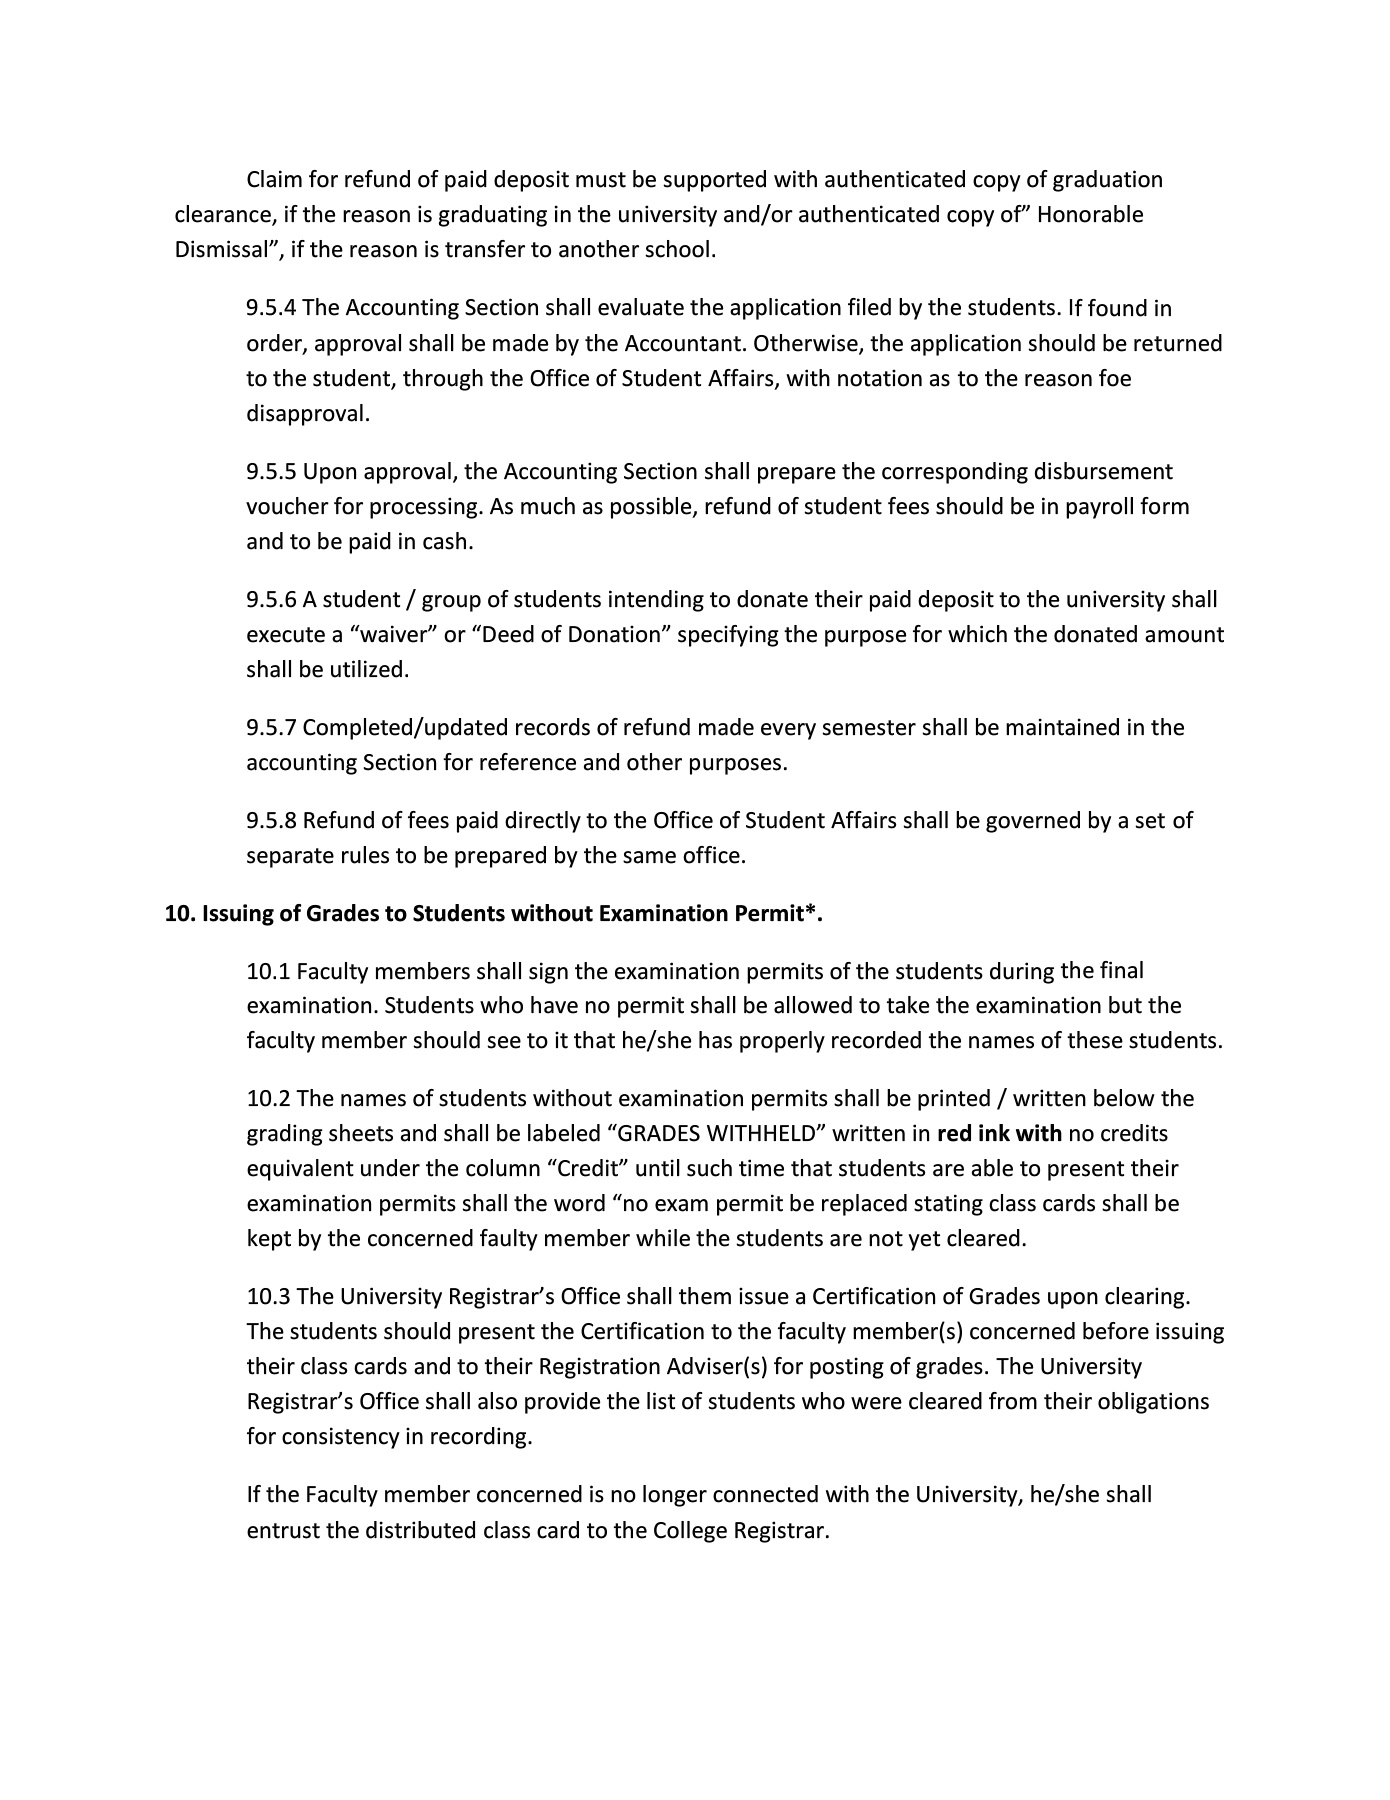 Claim for refund of paid deposit must be supported with authenticated copy of graduation
clearance, if the reason is graduating in the university and/or authenticated copy of” Honorable
Dismissal”, if the reason is transfer to another school.
9.5.4 The Accounting Section shall evaluate the application filed by the students. If found in
order, approval shall be made by the Accountant. Otherwise, the application should be returned
to the student, through the Office of Student Affairs, with notation as to the reason foe
disapproval.
9.5.5 Upon approval, the Accounting Section shall prepare the corresponding disbursement
voucher for processing. As much as possible, refund of student fees should be in payroll form
and to be paid in cash.
9.5.6 A student / group of students intending to donate their paid deposit to the university shall
execute a “waiver” or “Deed of Donation” specifying the purpose for which the donated amount
shall be utilized.
9.5.7 Completed/updated records of refund made every semester shall be maintained in the
accounting Section for reference and other purposes.
9.5.8 Refund of fees paid directly to the Office of Student Affairs shall be governed by a set of
separate rules to be prepared by the same office.
10. Issuing of Grades to Students without Examination Permit*.
10.1 Faculty members shall sign the examination permits of the students during the final
examination. Students who have no permit shall be allowed to take the examination but the
faculty member should see to it that he/she has properly recorded the names of these students.
10.2 The names of students without examination permits shall be printed / written below the
grading sheets and shall be labeled “GRADES WITHHELD” written in red ink with no credits
equivalent under the column “Credit” until such time that students are able to present their
examination permits shall the word “no exam permit be replaced stating class cards shall be
kept by the concerned faulty member while the students are not yet cleared.
10.3 The University Registrar’s Office shall them issue a Certification of Grades upon clearing.
The students should present the Certification to the faculty member(s) concerned before issuing
their class cards and to their Registration Adviser(s) for posting of grades. The University
Registrar’s Office shall also provide the list of students who were cleared from their obligations
for consistency in recording.
If the Faculty member concerned is no longer connected with the University, he/she shall
entrust the distributed class card to the College Registrar.